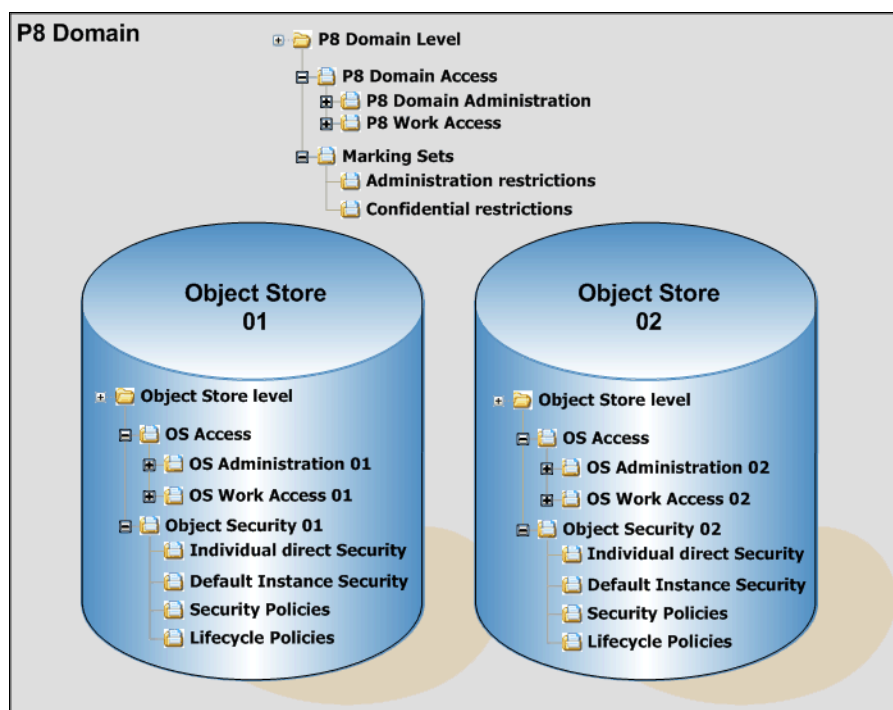 P8 Domain
P8 Domain Level
P8 Domain Access
P8 Domain Administration
P8 Work Access
Marking Sets
Administration restrictions
Confidential restrictions
Object Store
01
Object Store level
OS Access
OS Administration 01
OS Work Access 01
Object Security 01
Individual direct Security
Default Instance Security
Security Policies
Lifecycle Policies
Object Store
02
Object Store level
OS Access
OS Administration 02
OS Work Access 02
Object Security 02
Individual direct Security
Default Instance Security
Security Policies
Lifecycle Policies